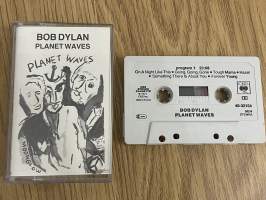 BOB DYLAN
PLANET WAVES
PLANET WAVES
program 1
On A Night Like This • Going, Going, Gone • Tough Mama • Hazel
• Something There Is About You • Forever Young
BOB DYLAN
PLANET WAVES